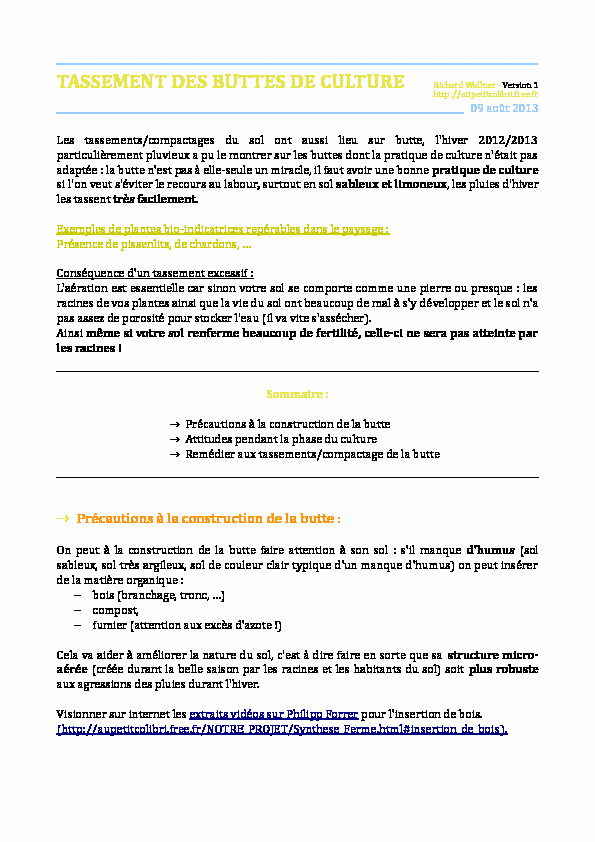 TASSEMENT DES BUTTES DE CULTURE
Richard Wallner - Version 1
http://aupetitcolibri.free.fr
09 août 2013
Les tassements/compactages du sol ont aussi lieu sur butte, l'hiver 2012/2013
particulièrement pluvieux a pu le montrer sur les buttes dont la pratique de culture n'était pas
adaptée : la butte n'est pas à elle-seule un miracle, il faut avoir une bonne pratique de culture
si l'on veut s'éviter le recours au labour, surtout en sol sableux et limoneux, les pluies d'hiver
les tassent très facilement.
Exemples de plantes bio-indicatrices repérables dans le paysage :
Présence de pissenlits, de chardons, ...
Conséquence d'un tassement excessif :
L'aération est essentielle car sinon votre sol se comporte comme une pierre ou presque : les
racines de vos plantes ainsi que la vie du sol ont beaucoup de mal à s'y développer et le sol n'a
pas assez de porosité pour stocker l'eau (il va vite s'assécher).
Ainsi même si votre sol renferme beaucoup de fertilité, celle-ci ne sera pas atteinte par
les racines !
Sommaire :
→ Précautions à la construction de la butte
→ Attitudes pendant la phase du culture
→ Remédier aux tassements/compactage de la butte
→ Précautions à la construction de la butte :
On peut à la construction de la butte faire attention à son sol : s'il manque d'humus (sol
sableux, sol très argileux, sol de couleur clair typique d'un manque d'humus) on peut insérer
de la matière organique :
– bois (branchage, tronc, ...)
– compost,
– fumier (attention aux excès d'azote !)
Cela va aider à améliorer la nature du sol, c'est à dire faire en sorte que sa structure micro-
aérée (créée durant la belle saison par les racines et les habitants du sol) soit plus robuste
aux agressions des pluies durant l'hiver.
Visionner sur internet les extraits vidéos sur Philipp Forrer pour l'insertion de bois.
(http://aupetitcolibri.free.fr/NOTRE_PROJET/Synthese_Ferme.html#insertion_de_bois).